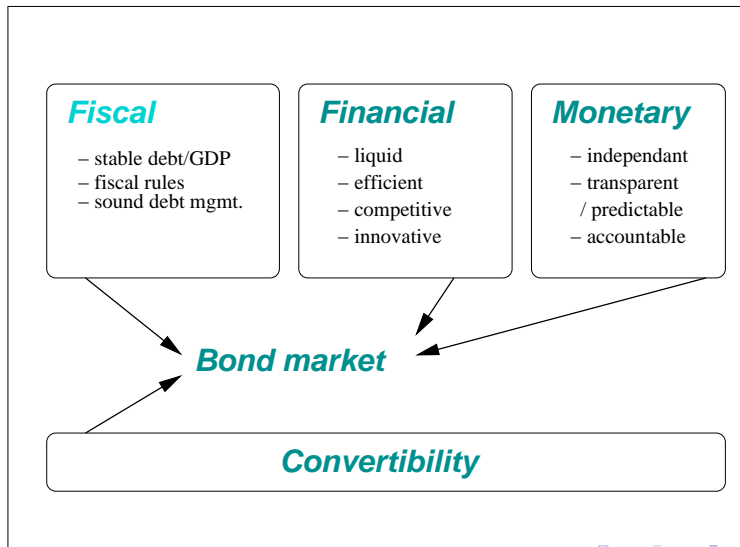 Fiscal
– stable debt/GDP
– fiscal rules
– sound debt mgmt.
Financial
– liquid
– efficient
– competitive
– innovative
Monetary
– independant
– transparent
/ predictable
– accountable
Bond market
Convertibility